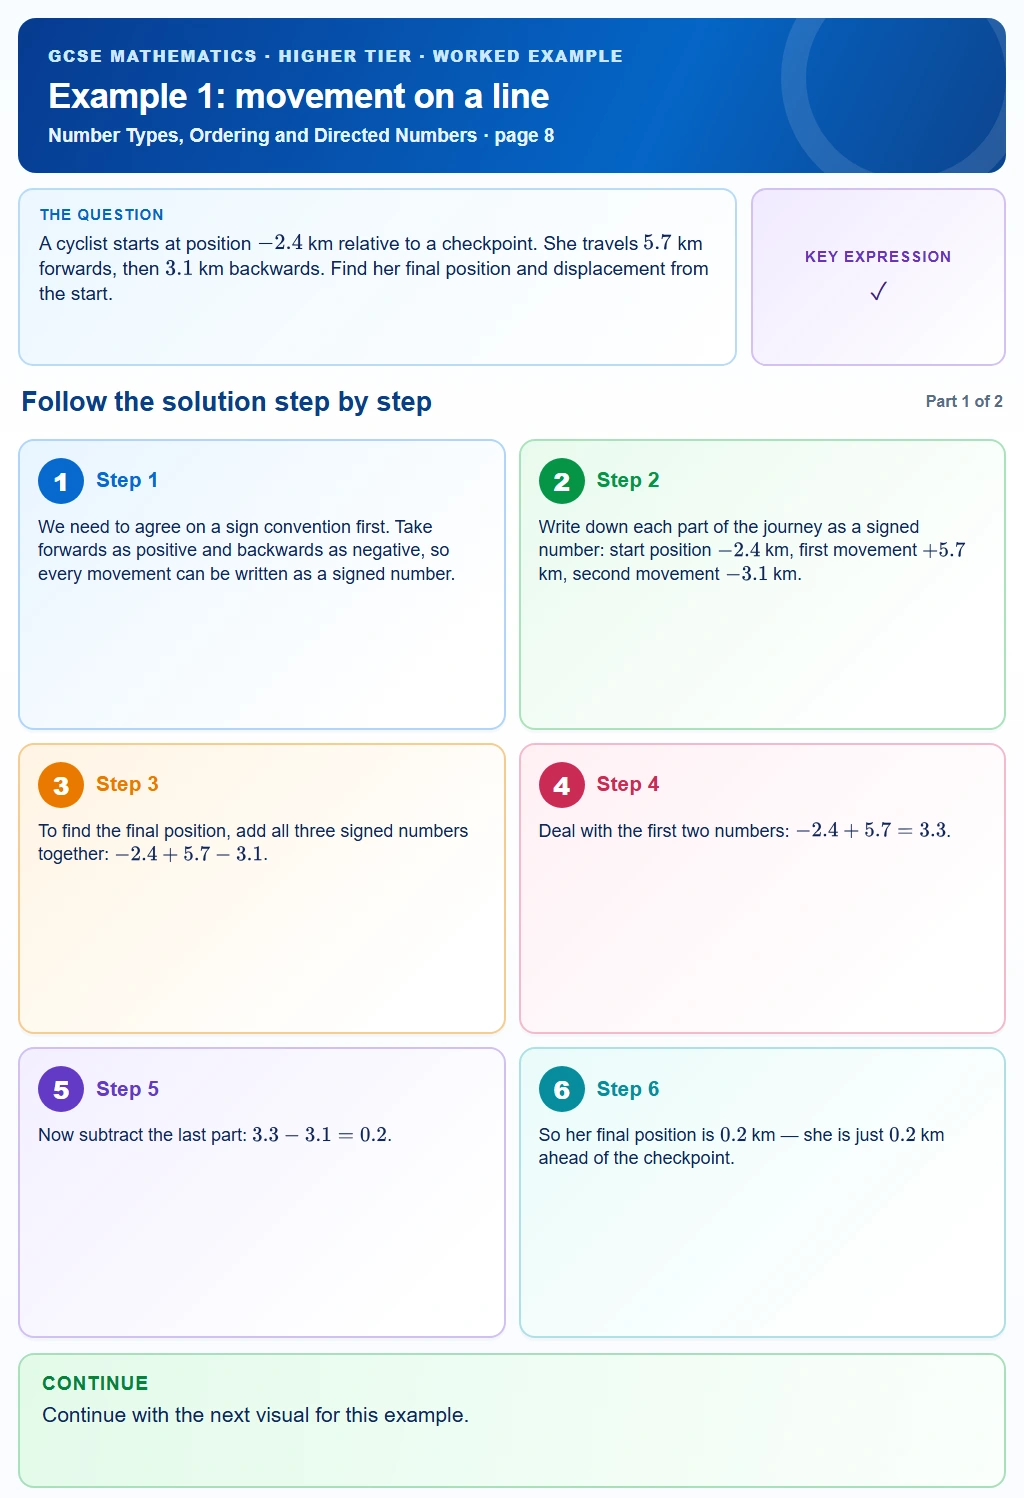 GCSE MATHEMATICS · HIGHER TIER · WORKED EXAMPLE
Example 1: movement on a line
Number Types, Ordering and Directed Numbers · page 8
THE QUESTION
A cyclist starts at position −2.4 km relative to a checkpoint. She travels 5.7 km
forwards, then 3.1 km backwards. Find her final position and displacement from
the start.
KEY EXPRESSION
✓
Follow the solution step by step
Part 1 of 2
1 Step 1
We need to agree on a sign convention first. Take
forwards as positive and backwards as negative, so
every movement can be written as a signed number.
2 Step 2
Write down each part of the journey as a signed
number: start position −2.4 km, first movement +5.7
km, second movement −3.1 km.
3 Step 3
To find the final position, add all three signed numbers
together: −2.4 + 5.7 − 3.1.
4 Step 4
Deal with the first two numbers: −2.4 + 5.7 = 3.3.
5 Step 5
Now subtract the last part: 3.3 − 3.1 = 0.2.
6 Step 6
So her final position is 0.2 km — she is just 0.2 km
ahead of the checkpoint.
CONTINUE
Continue with the next visual for this example.